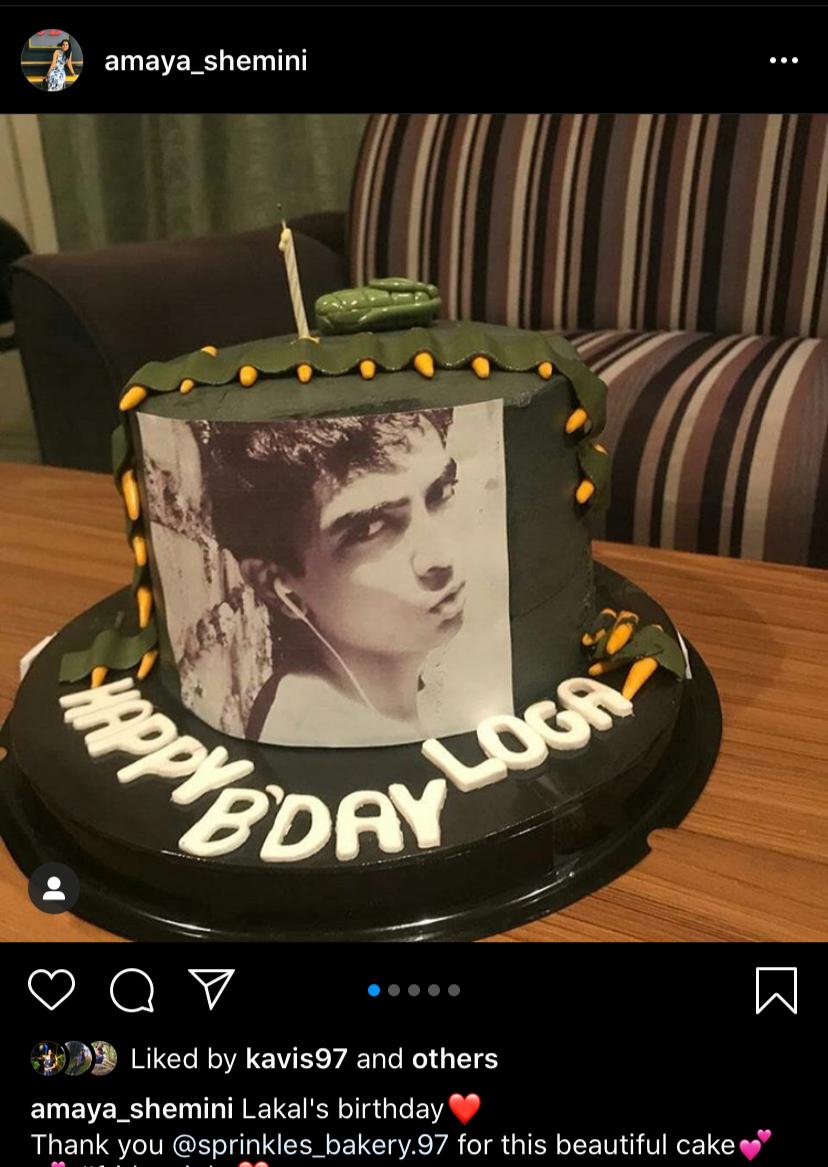 amaya_shemini
HAPPY
B'DAY
LOGA
Liked by kavis97 and others
amaya_shemini Lakal's birthday❤️
Thank you @sprinkles_bakery.97 for this beautiful cake💕